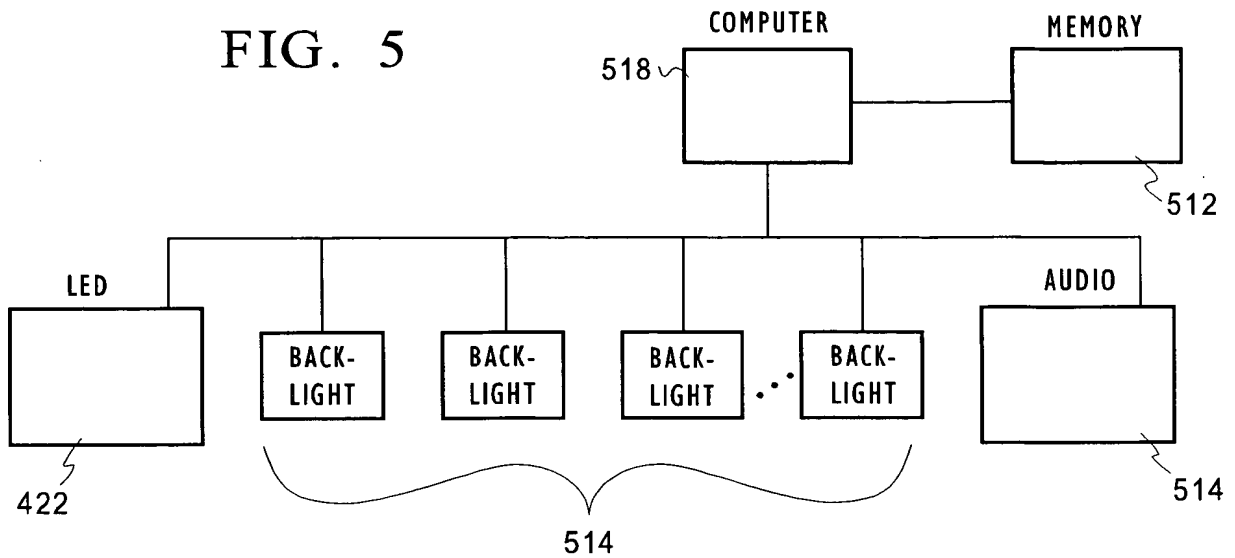 FIG. 5
COMPUTER
MEMORY
518
512
LED
AUDIO
BACK-
LIGHT
BACK-
LIGHT
BACK-
LIGHT
BACK-
LIGHT
422
514
514